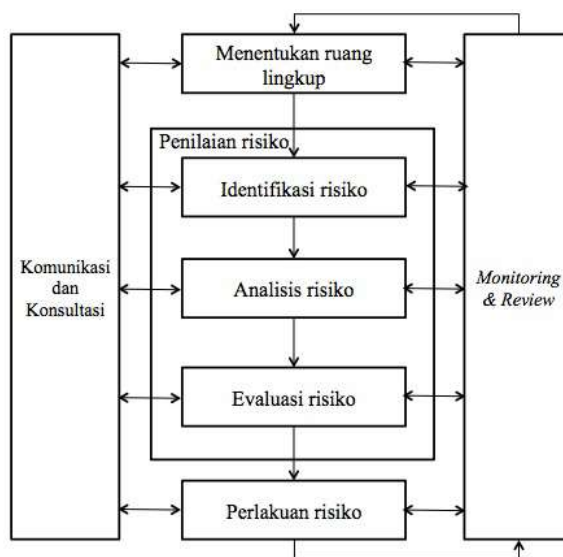 Menentukan ruang
lingkup
Penilaian risiko
Identifikasi risiko
Komunikasi
dan
Konsultasi
Analisis risiko
Monitoring
& Review
Evaluasi risiko
Perlakuan risiko